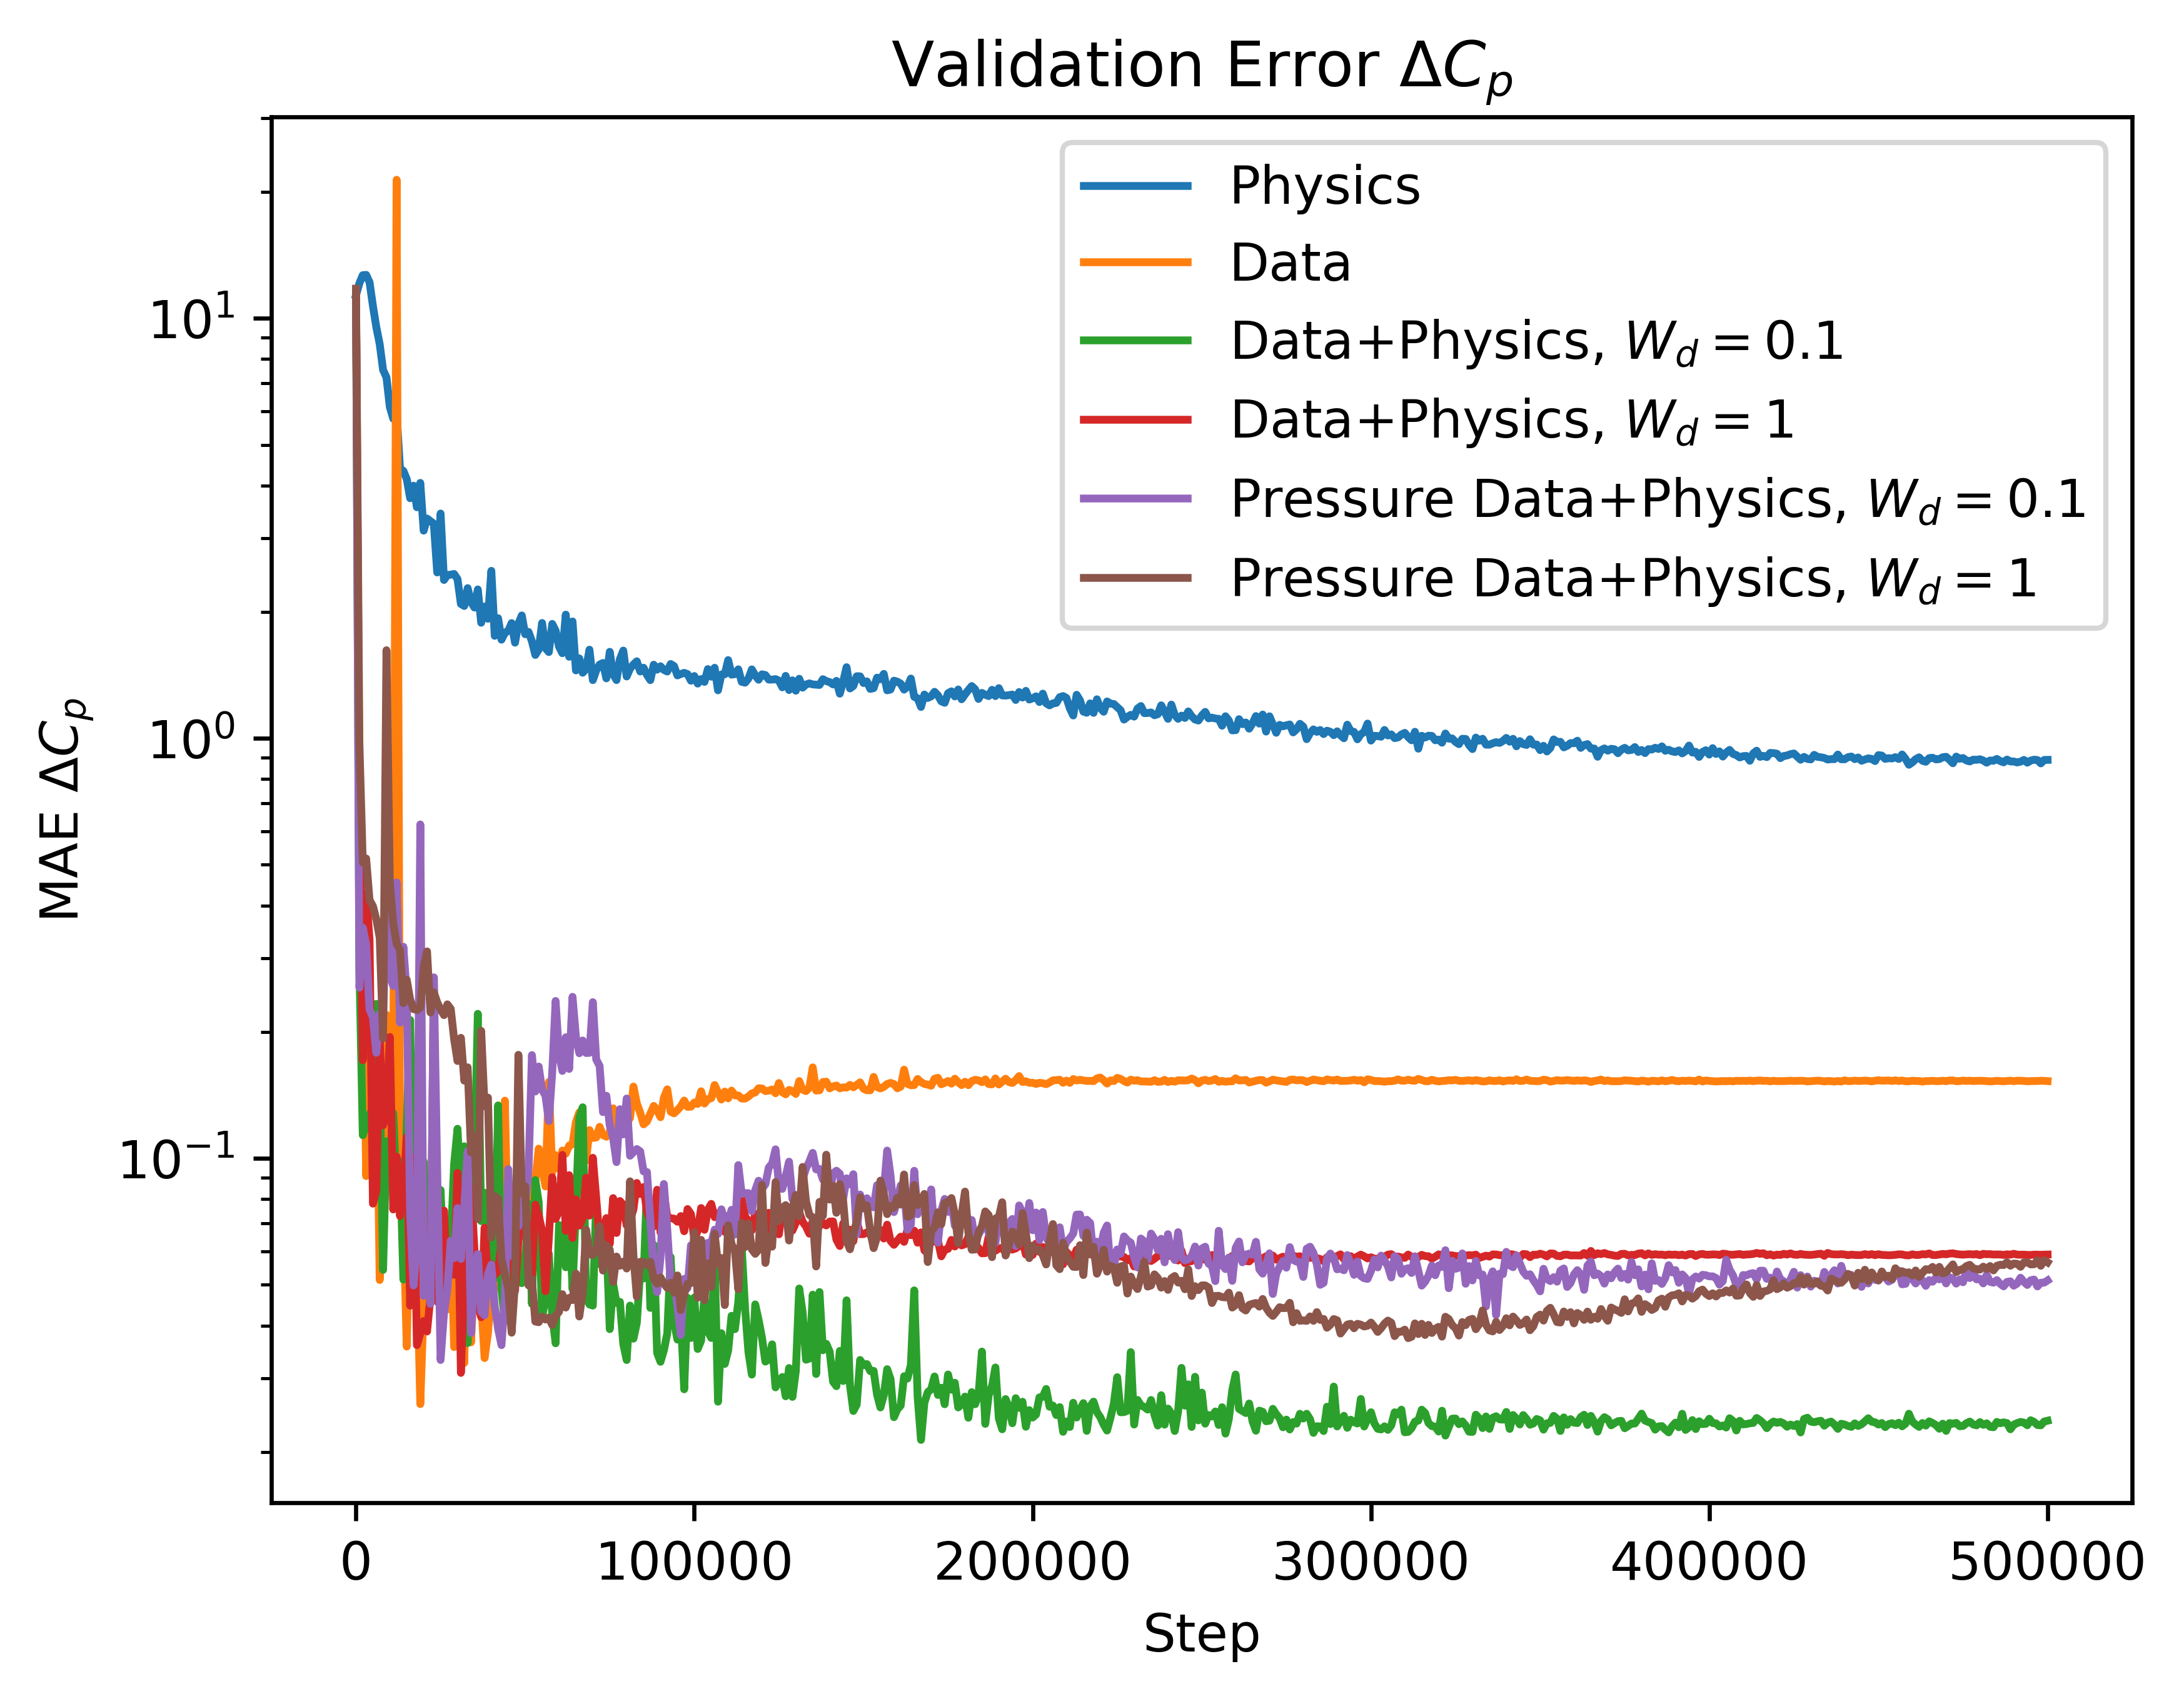 Validation Error ΔC_p
Physics
Data
Data+Physics, W_d = 0.1
Data+Physics, W_d = 1
Pressure Data+Physics, W_d = 0.1
Pressure Data+Physics, W_d = 1
MAE ΔC_p
10^1
10^0
10^−1
0 100000 200000 300000 400000 500000
Step